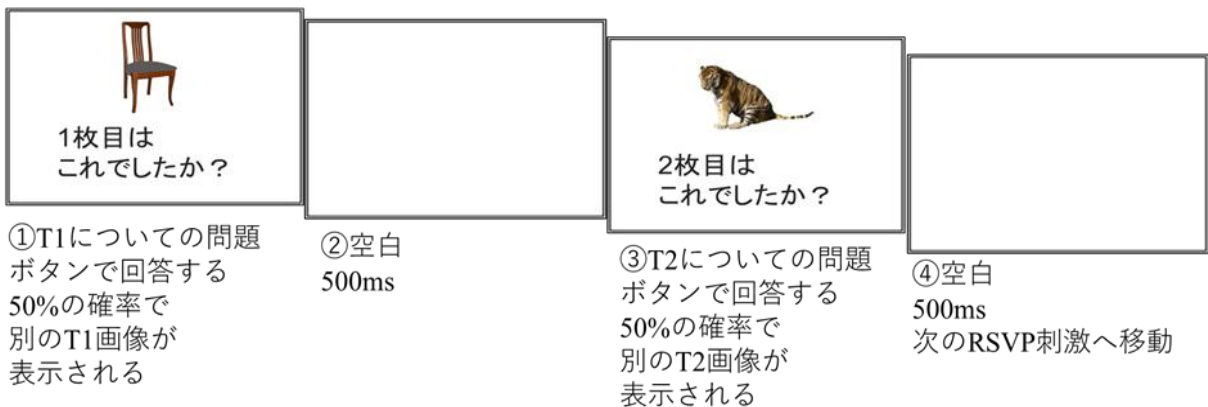 1枚目は
これでしたか？
①T1についての問題
ボタンで回答する
50%の確率で
別のT1画像が
表示される
②空白
500ms
2枚目は
これでしたか？
③T2についての問題
ボタンで回答する
50%の確率で
別のT2画像が
表示される
④空白
500ms
次のRSVP刺激へ移動